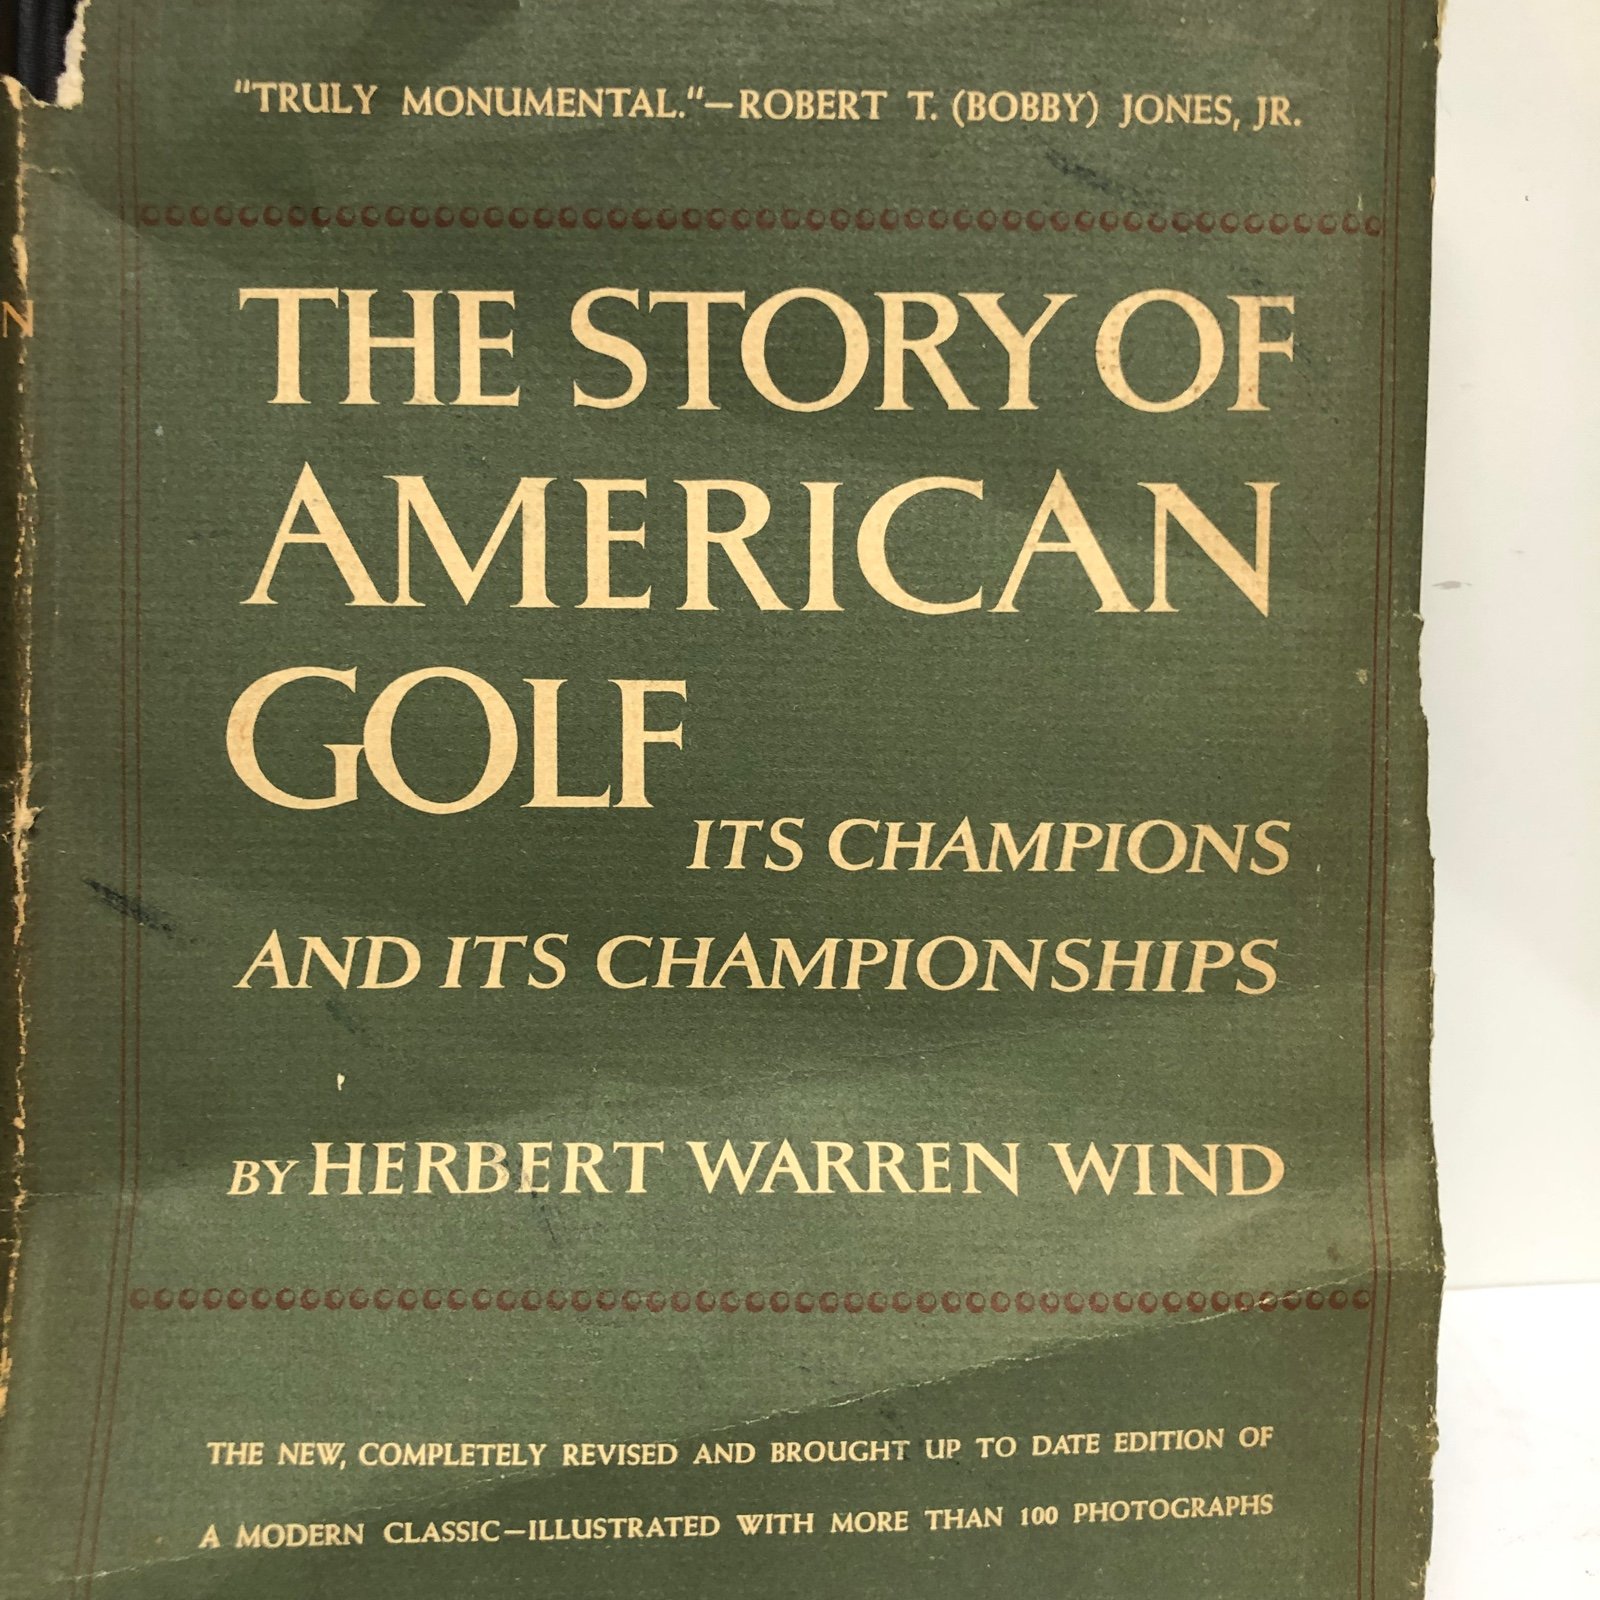 "TRULY MONUMENTAL."—ROBERT T. (BOBBY) JONES, JR.
THE STORY OF
AMERICAN
GOLF
ITS CHAMPIONS
AND ITS CHAMPIONSHIPS
BY HERBERT WARREN WIND
THE NEW, COMPLETELY REVISED AND BROUGHT UP TO DATE EDITION OF
A MODERN CLASSIC—ILLUSTRATED WITH MORE THAN 100 PHOTOGRAPHS
N